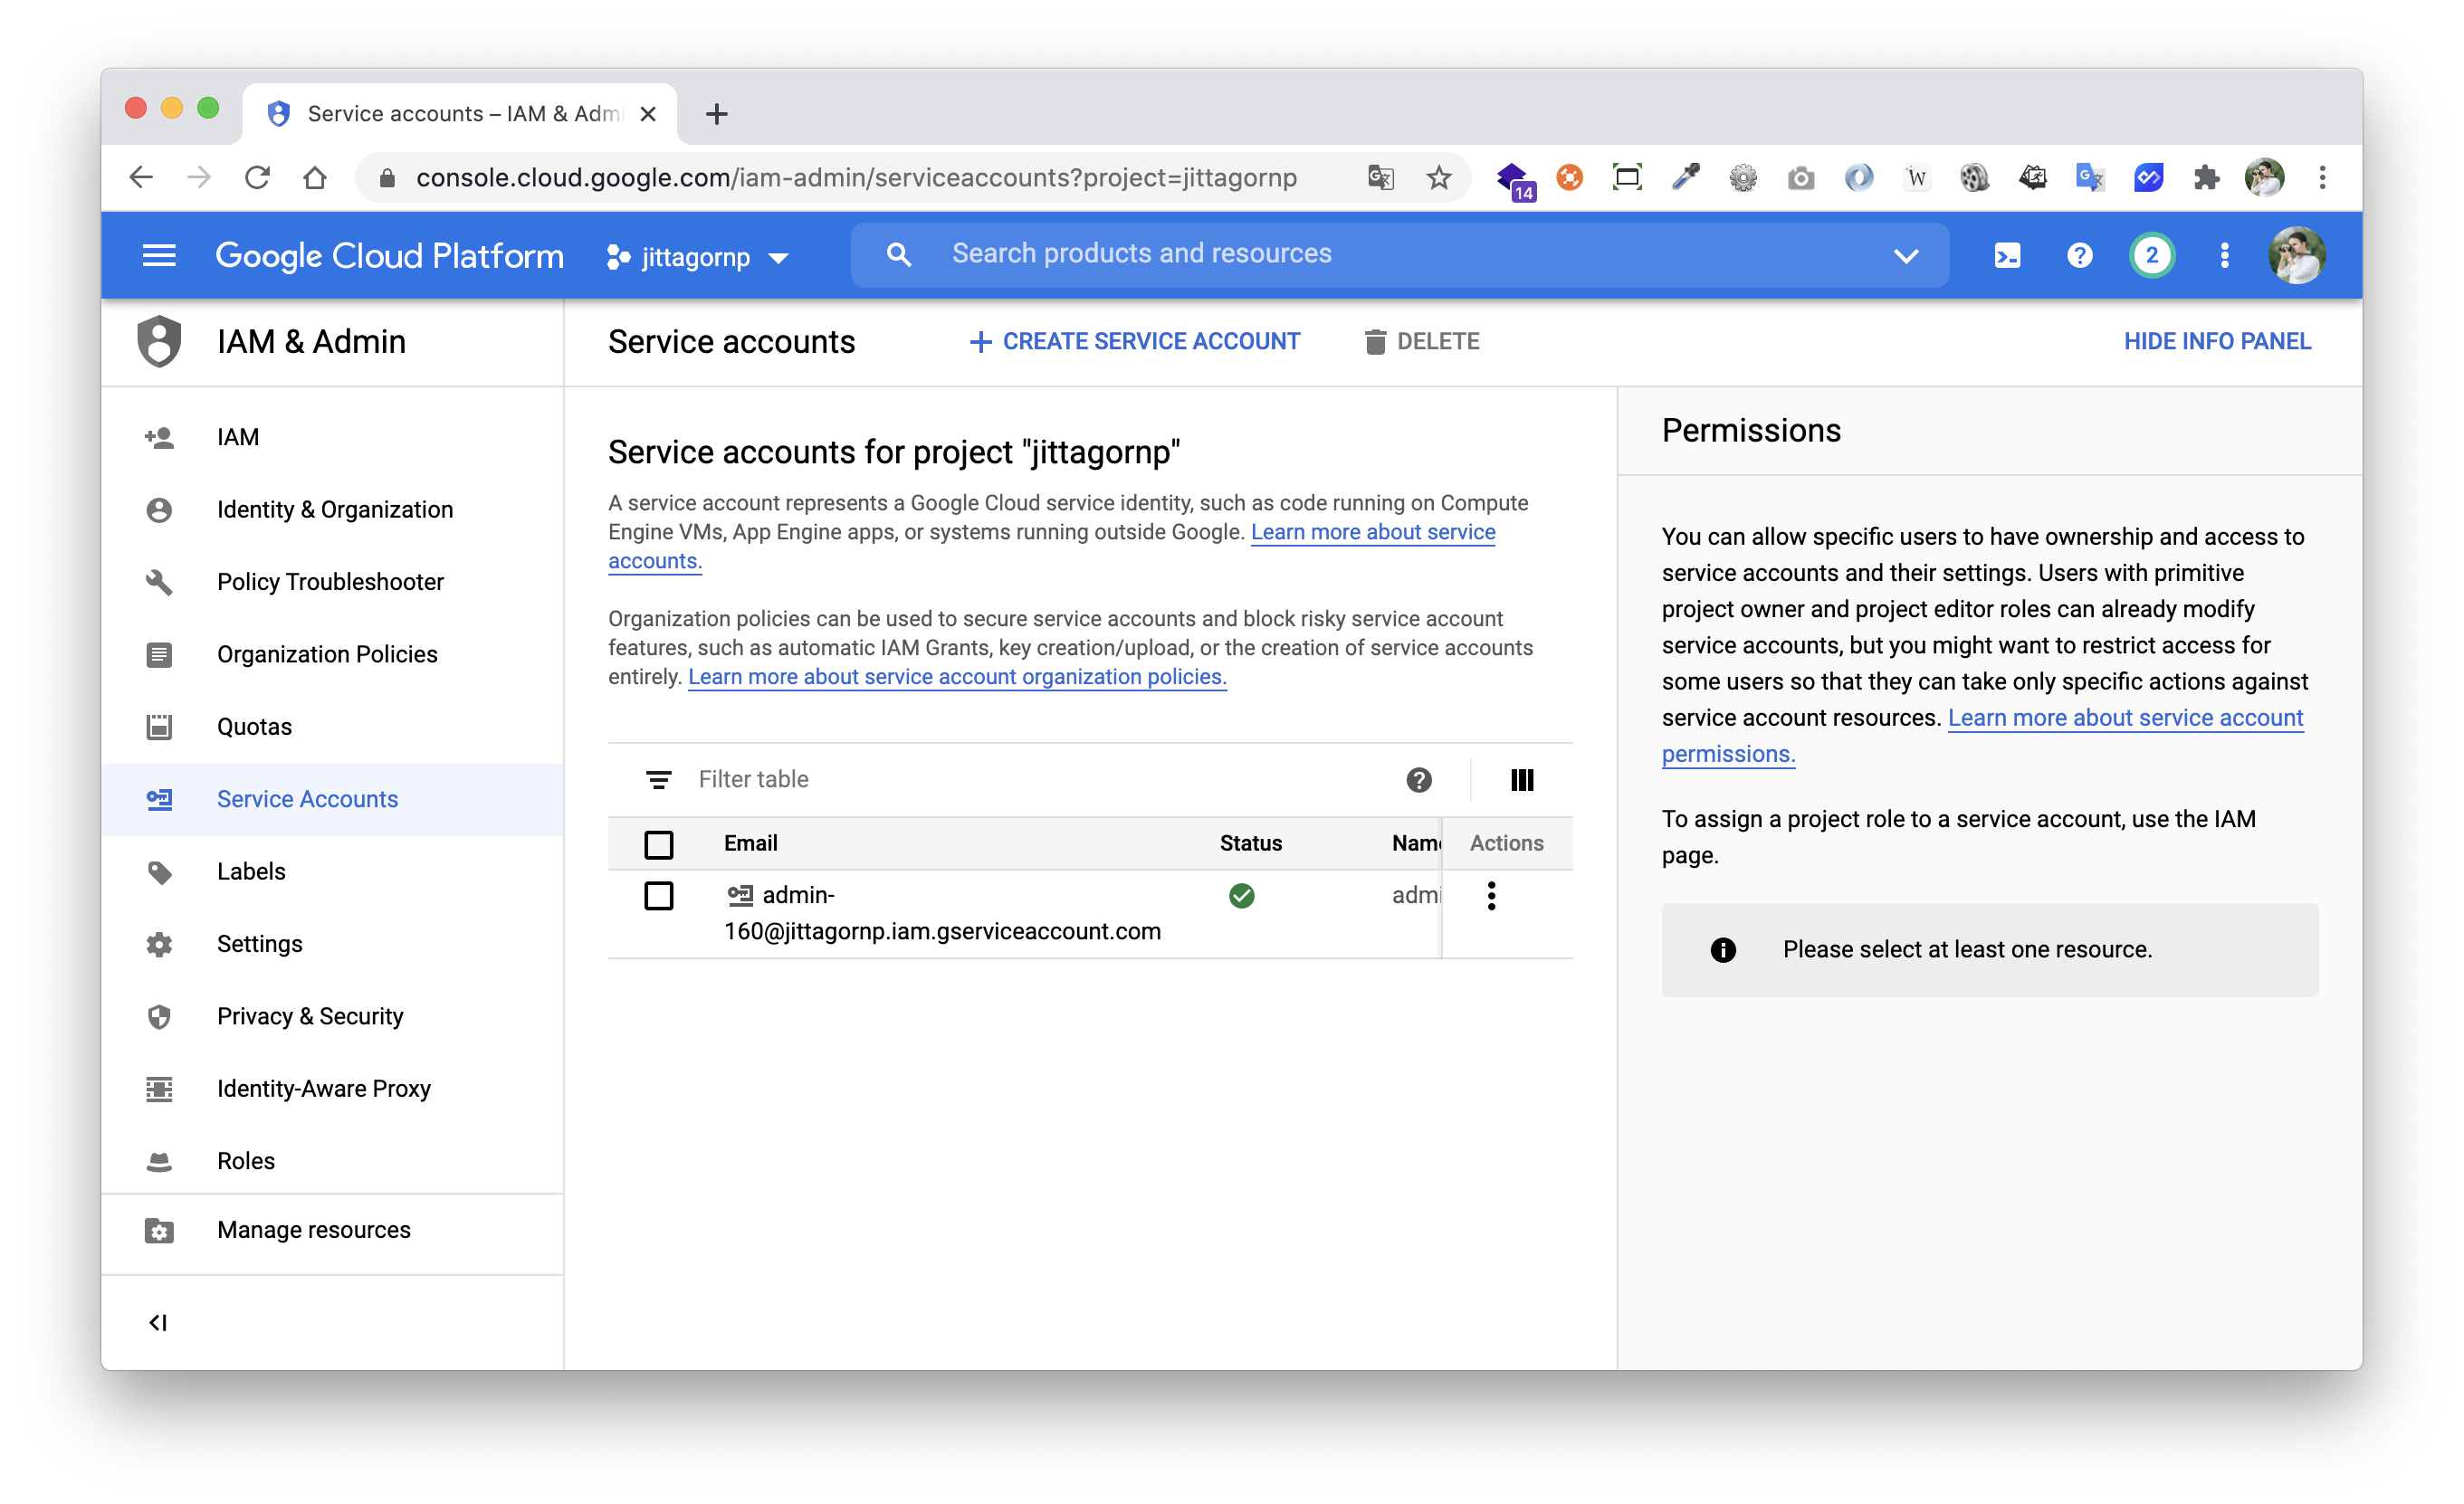 Service accounts – IAM & Admi
console.cloud.google.com/iam-admin/serviceaccounts?project=jittagornp
14
W
Google Cloud Platform
jittagornp
Search products and resources
2
IAM & Admin
Service accounts
CREATE SERVICE ACCOUNT
DELETE
HIDE INFO PANEL
IAM
Identity & Organization
Policy Troubleshooter
Organization Policies
Quotas
Service Accounts
Labels
Settings
Privacy & Security
Identity-Aware Proxy
Roles
Manage resources
Service accounts for project "jittagornp"
A service account represents a Google Cloud service identity, such as code running on Compute
Engine VMs, App Engine apps, or systems running outside Google. Learn more about service
accounts.
Organization policies can be used to secure service accounts and block risky service account
features, such as automatic IAM Grants, key creation/upload, or the creation of service accounts
entirely. Learn more about service account organization policies.
Filter table
Email Status Name Actions
admin- admi
160@jittagornp.iam.gserviceaccount.com
Permissions
You can allow specific users to have ownership and access to
service accounts and their settings. Users with primitive
project owner and project editor roles can already modify
service accounts, but you might want to restrict access for
some users so that they can take only specific actions against
service account resources. Learn more about service account
permissions.
To assign a project role to a service account, use the IAM
page.
Please select at least one resource.